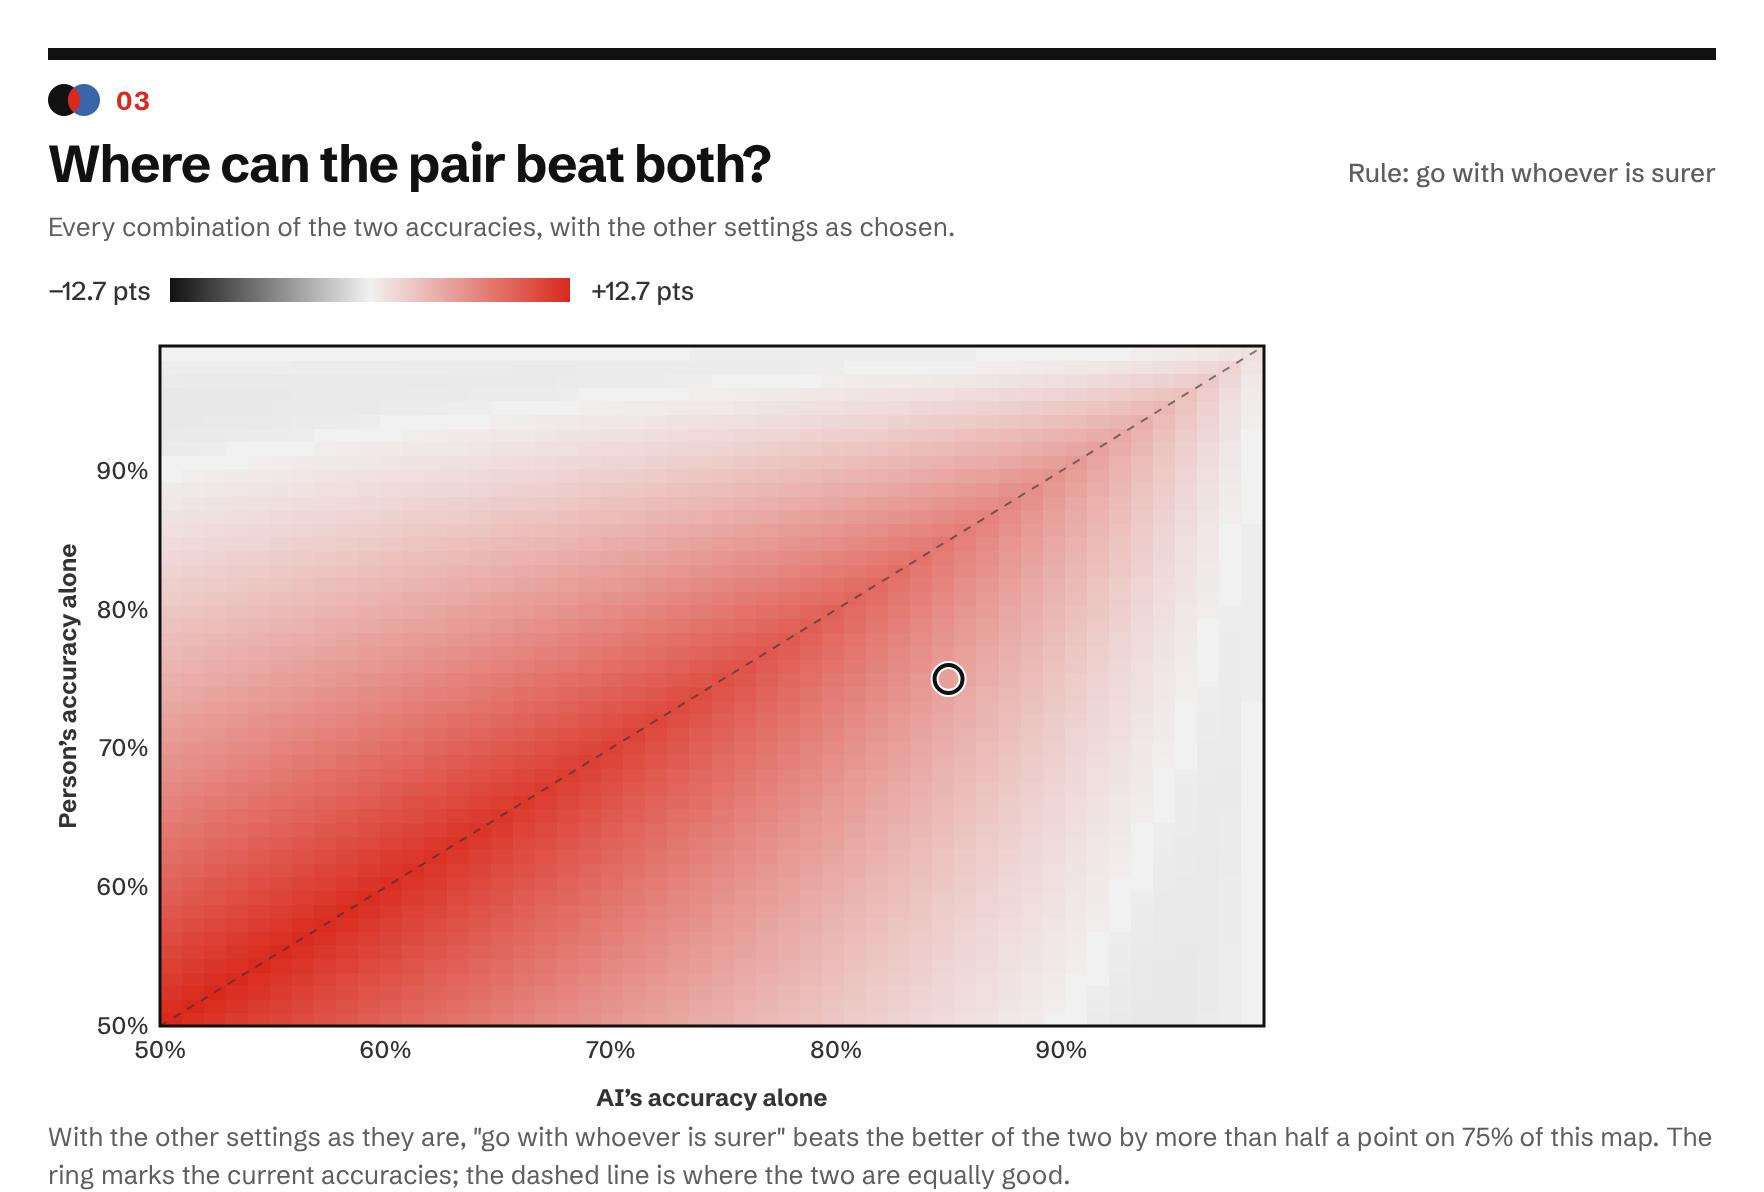 03
Where can the pair beat both?
Rule: go with whoever is surer
Every combination of the two accuracies, with the other settings as chosen.
−12.7 pts
+12.7 pts
Person’s accuracy alone
90%
80%
70%
60%
50%
50%
60%
70%
80%
90%
AI’s accuracy alone
With the other settings as they are, "go with whoever is surer" beats the better of the two by more than half a point on 75% of this map. The
ring marks the current accuracies; the dashed line is where the two are equally good.